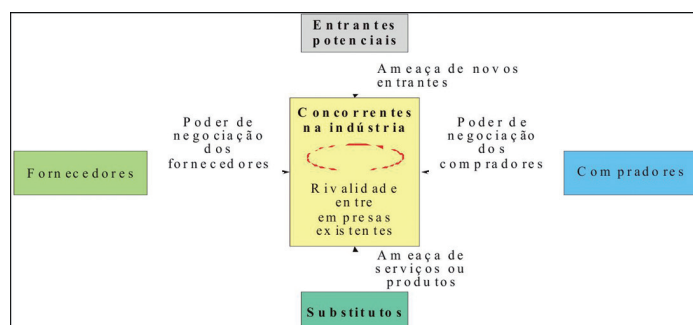 Entrantes
potenciais
Ameaça de novos
entrantes
Poder de
negociação
dos
fornecedores
Concorrentes
na indústria
Poder de
negociação
dos
compradores
Fornecedores
Rivalidade
entre
empresas
existentes
Compradores
Ameaça de
serviços ou
produtos
Substitutos